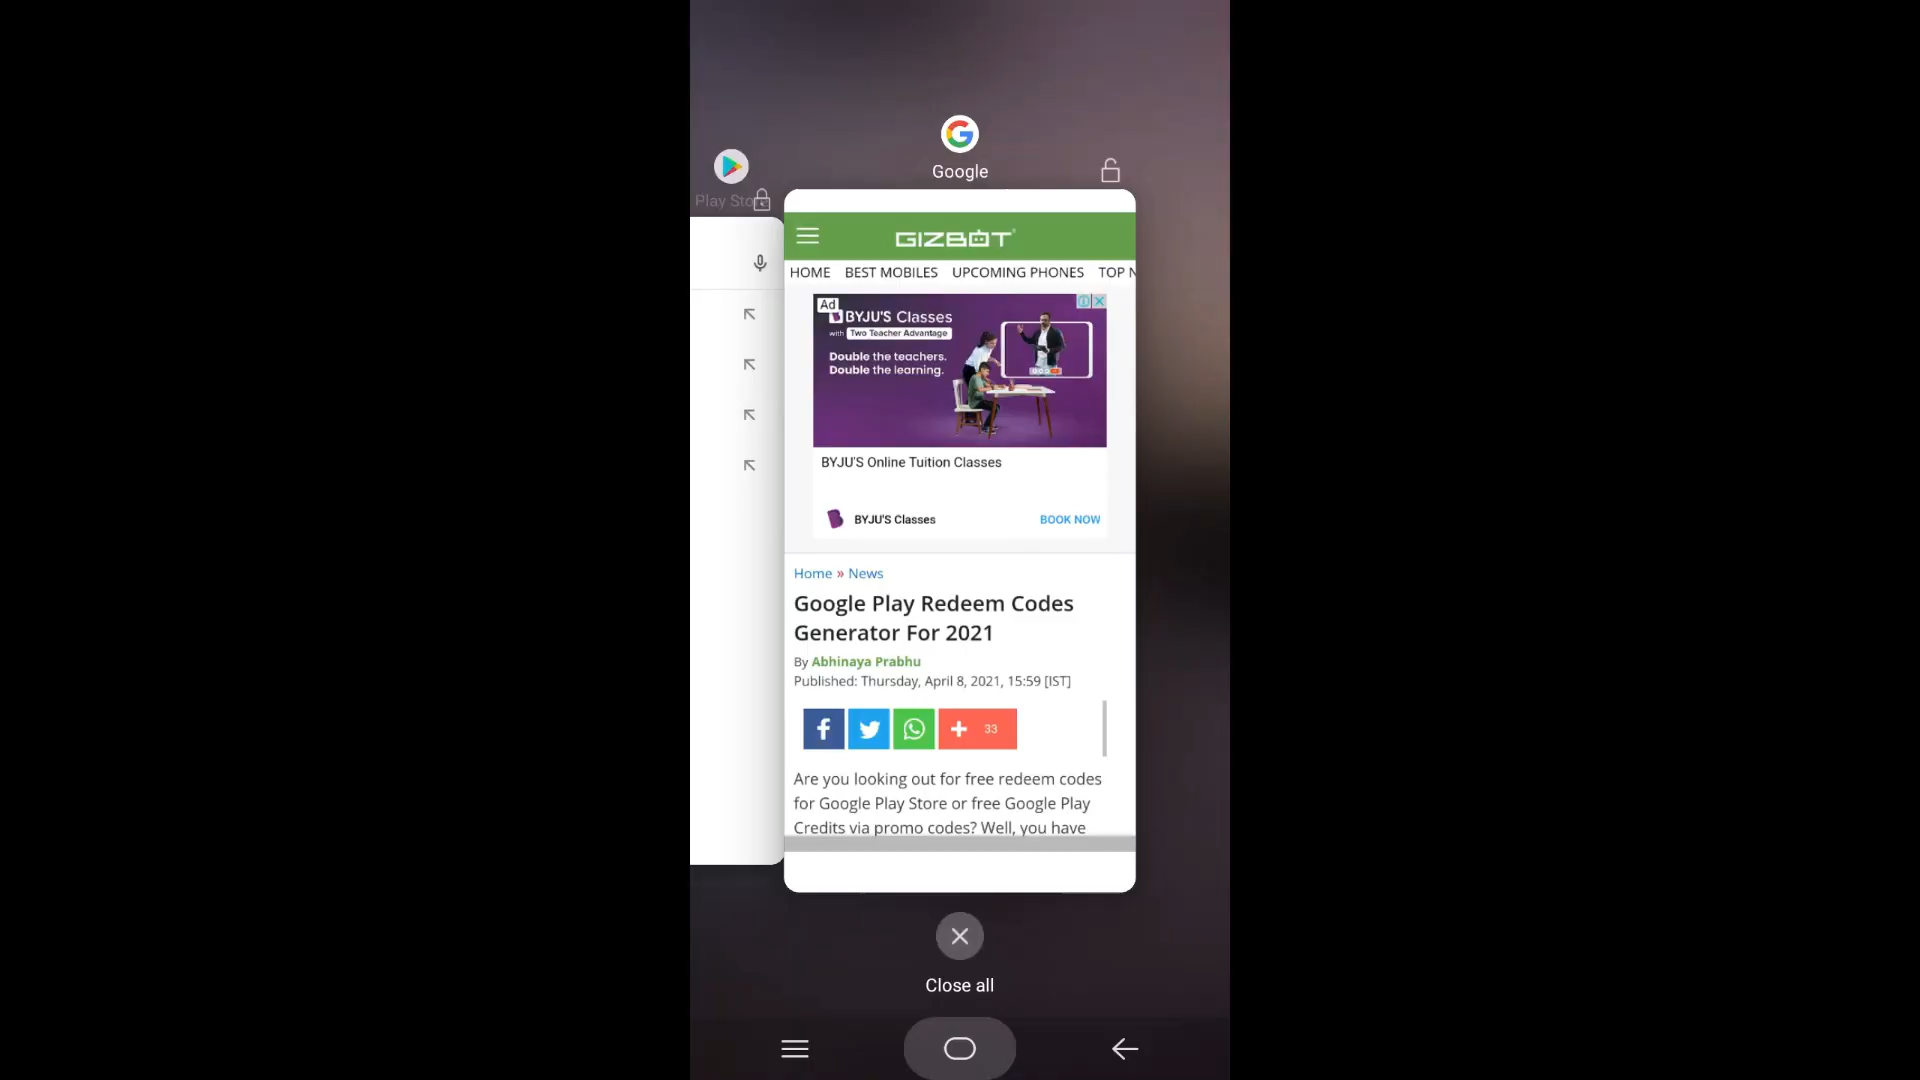 Google
Play Sto
GIZBOT
HOME BEST MOBILES UPCOMING PHONES TOP N
Ad
BYJU'S Classes
with Two Teacher Advantage
Double the teachers.
Double the learning.
BYJU'S Online Tuition Classes
BYJU'S Classes BOOK NOW
Home » News
Google Play Redeem Codes
Generator For 2021
By Abhinaya Prabhu
Published: Thursday, April 8, 2021, 15:59 [IST]
33
Are you looking out for free redeem codes
for Google Play Store or free Google Play
Credits via promo codes? Well, you have
Close all